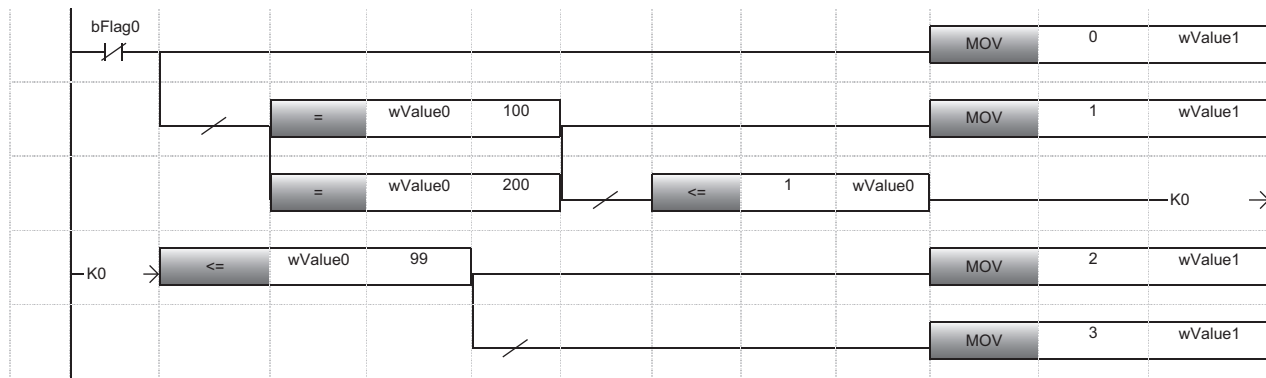 bFlag0
MOV 0 wValue1
= wValue0 100
MOV 1 wValue1
= wValue0 200
<= 1 wValue0
K0
K0
<= wValue0 99
MOV 2 wValue1
MOV 3 wValue1